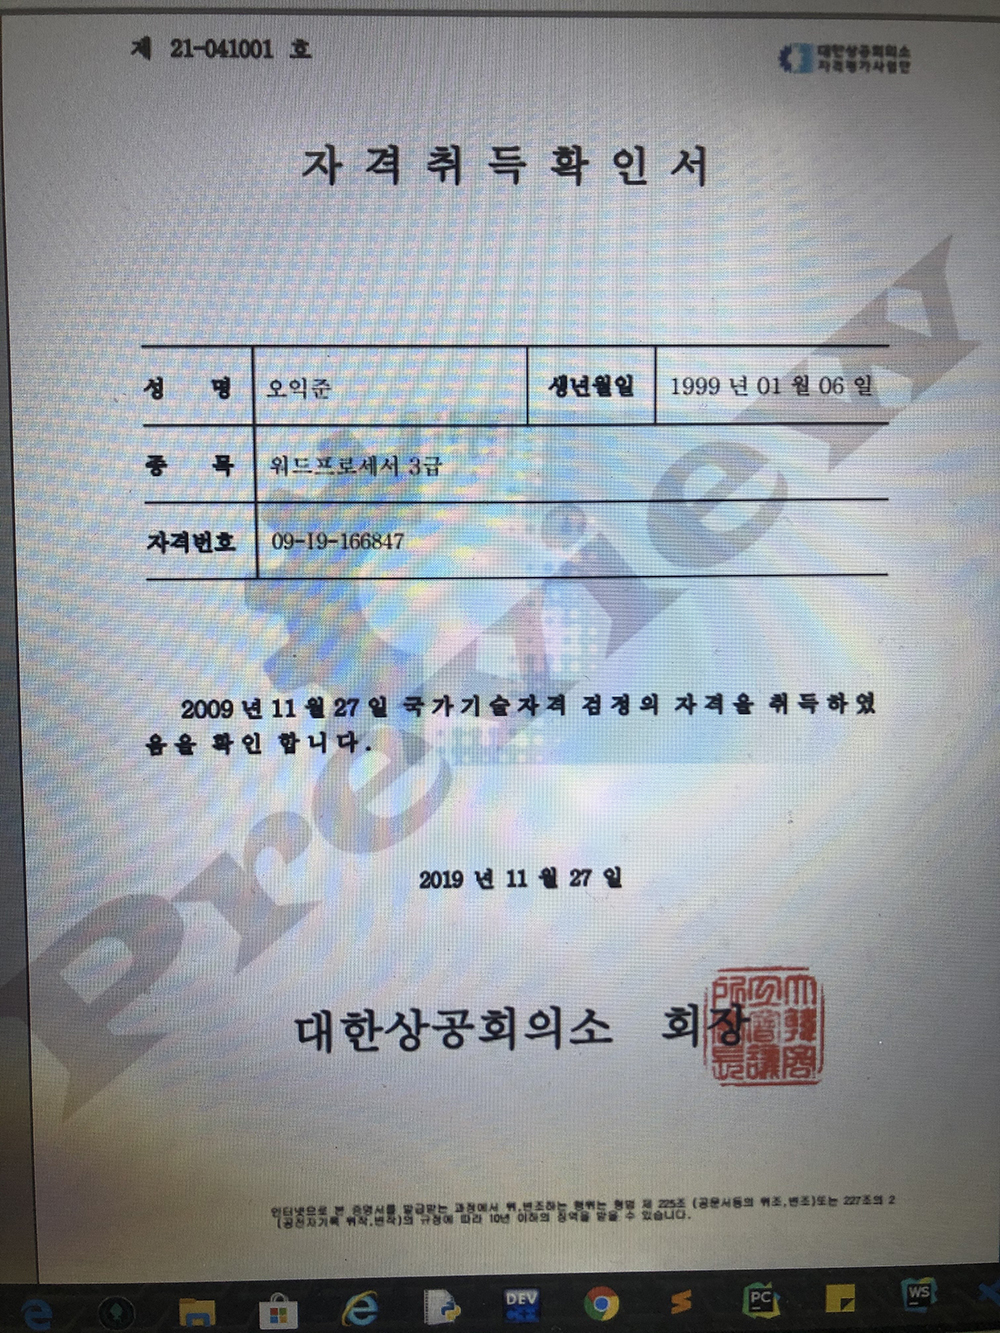 제 21-041001 호
대한상공회의소
자격평가사업단
자격취득확인서
성 명 오익준 생년월일 1999 년 01 월 06 일
종 목 워드프로세서 3급
자격번호 09-19-166847
2009 년 11 월 27 일 국가기술자격 검정의 자격을 취득하였
음을 확인 합니다.
Preview
2019 년 11 월 27 일
대한상공회의소 회장
大韓商
工會議
所會長
인터넷으로 본 증명서를 발급받는 과정에서 위,변조하는 행위는 형법 제 225조 (공문서등의 위조,변조)또는 227조의 2
(공전자기록 위작,변작)의 규정에 따라 10년 이하의 징역을 받을 수 있습니다.
DEV
C++
PC
WS